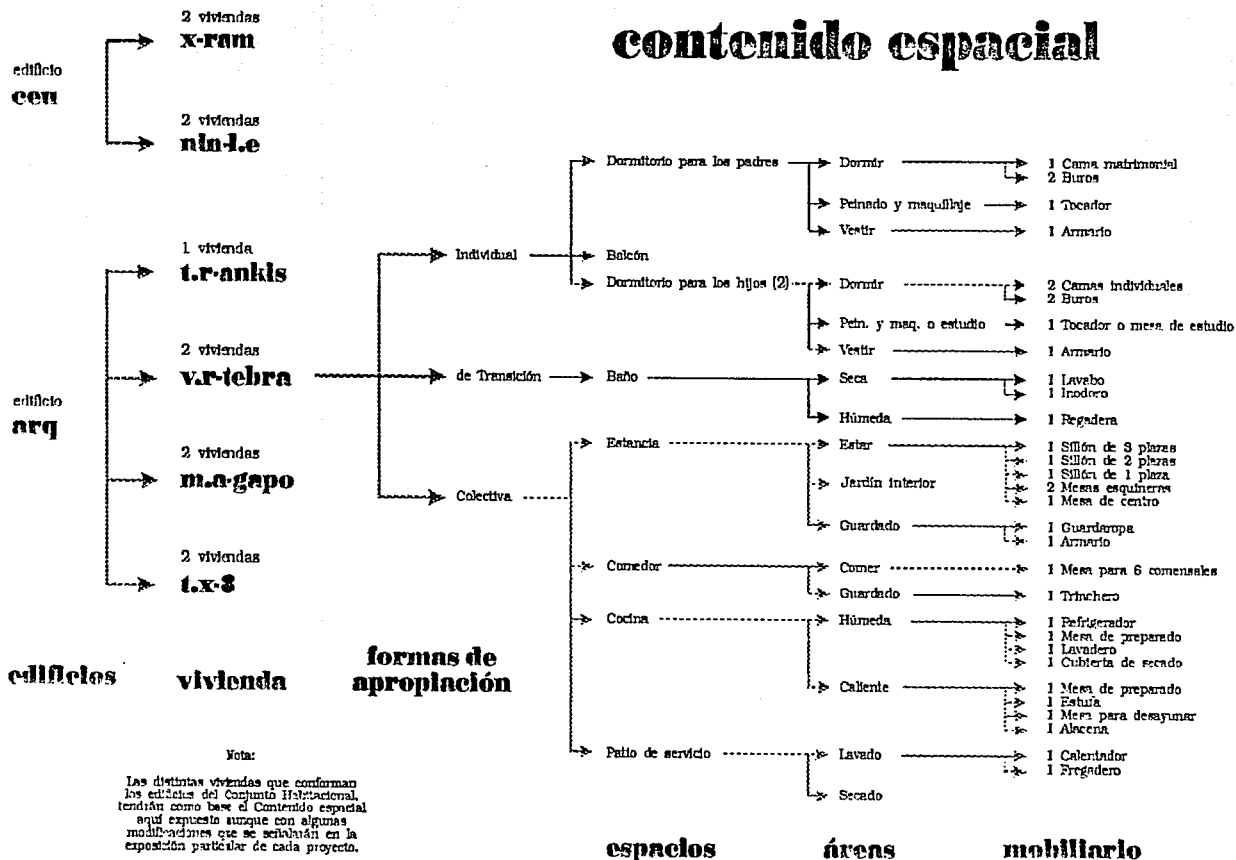 contenido espacial
edificio
cen
2 viviendas
x-ram
2 viviendas
nln-l.e
edificio
arq
1 vivienda
t.r-ankis
2 viviendas
v.r-tebra
2 viviendas
m.a-gapo
2 viviendas
t.x-8
Individual
de Transición
Colectiva
Dormitorio para los padres
Dormir
1 Cama matrimonial
2 Buros
Peinado y maquillaje
1 Tocador
Vestir
1 Armario
Balcón
Dormitorio para los hijos (2)
Dormir
2 Camas individuales
2 Buros
Pein. y maq. o estudio
1 Tocador o mesa de estudio
Vestir
1 Armario
Baño
Seca
1 Lavabo
1 Inodoro
Húmeda
1 Regadera
Estancia
Estar
1 Sillón de 3 plazas
1 Sillón de 2 plazas
1 Sillón de 1 plaza
2 Mesas esquineras
1 Mesa de centro
Jardín interior
Guardado
1 Guardaropa
1 Armario
Comedor
Comer
1 Mesa para 6 comensales
Guardado
1 Trinchero
Cocina
Húmeda
1 Refrigerador
1 Mesa de preparado
1 Lavadero
1 Cubierta de secado
Caliente
1 Mesa de preparado
1 Estufa
1 Mesa para desayunar
1 Alacena
Patio de servicio
Lavado
1 Calentador
1 Fregadero
Secado
edificios
vivienda
formas de
apropiación
espacios
áreas
mobiliario
Nota:
Las distintas viviendas que conforman
los edificios del Conjunto Habitacional,
tendrán como base el Contenido espacial
aquí expuesto aunque con algunas
modificaciones que se señalarán en la
exposición particular de cada proyecto.